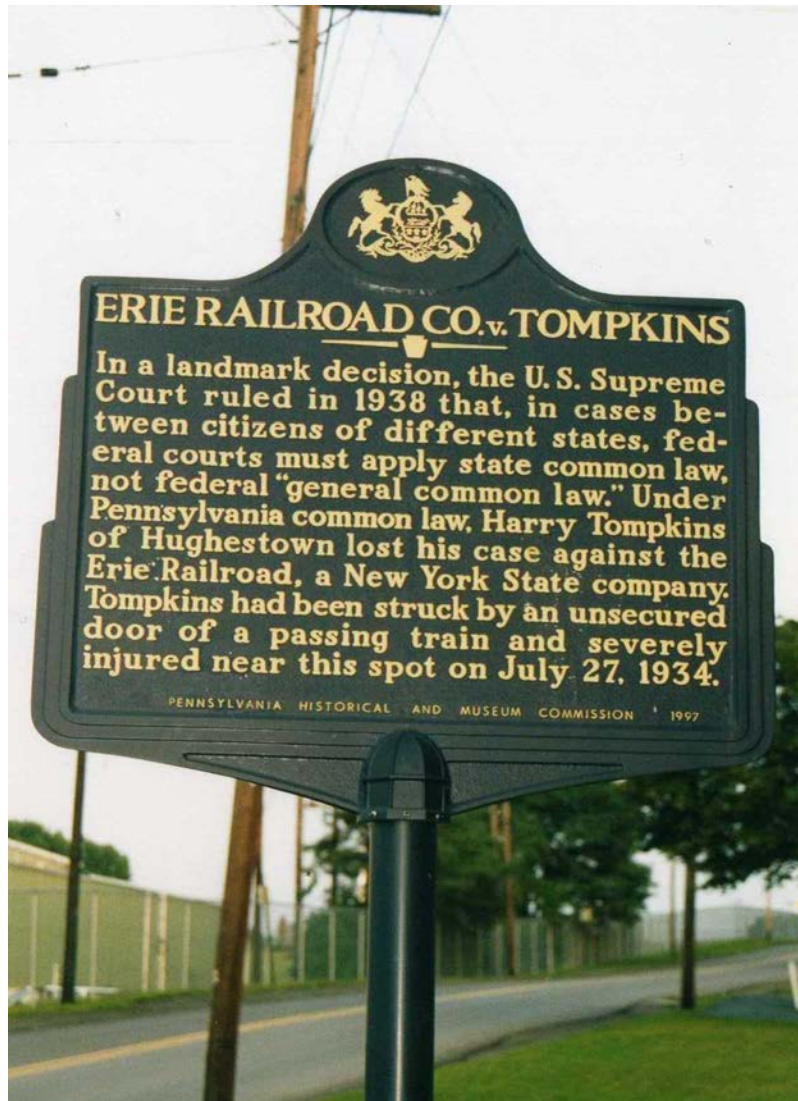 ERIE RAILROAD CO. v. TOMPKINS
In a landmark decision, the U. S. Supreme
Court ruled in 1938 that, in cases be-
tween citizens of different states, fed-
eral courts must apply state common law,
not federal "general common law." Under
Pennsylvania common law, Harry Tompkins
of Hughestown lost his case against the
Erie Railroad, a New York State company.
Tompkins had been struck by an unsecured
door of a passing train and severely
injured near this spot on July 27, 1934.
PENNSYLVANIA HISTORICAL AND MUSEUM COMMISSION 1997